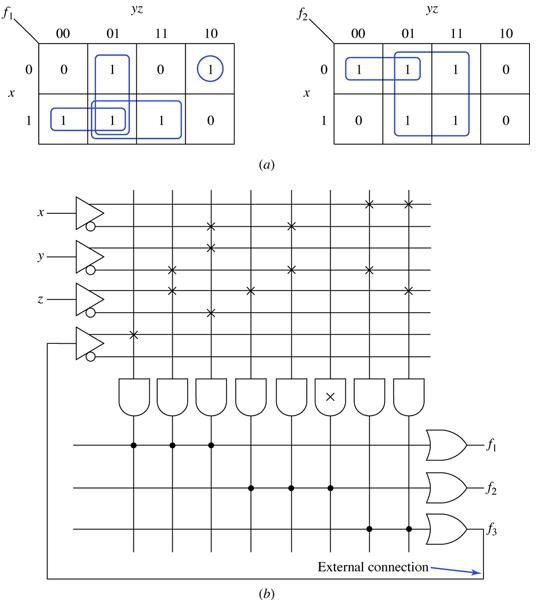 f1 yz f2 yz
00 01 11 10 00 01 11 10
0 0 1 0 1 0 1 1 1 0
x x
1 1 1 1 0 1 0 1 1 0
(a)
x
y
z
f1
f2
f3
External connection
(b)